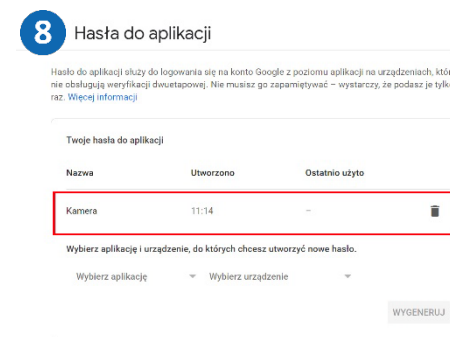 8 Hasła do aplikacji
Hasło do aplikacji służy do logowania się na konto Google z poziomu aplikacji na urządzeniach, któr
nie obsługują weryfikacji dwuetapowej. Nie musisz go zapamiętywać – wystarczy, że podasz je tylk
raz. Więcej informacji
Twoje hasła do aplikacji
Nazwa Utworzono Ostatnio użyto
Kamera 11:14 –
Wybierz aplikację i urządzenie, do których chcesz utworzyć nowe hasło.
Wybierz aplikację Wybierz urządzenie
WYGENERUJ